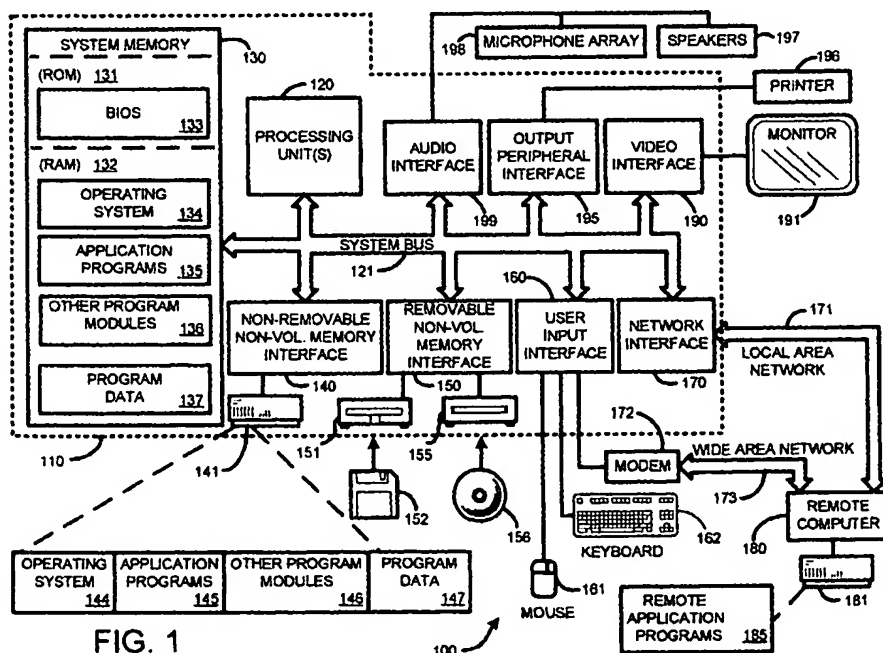 SYSTEM MEMORY
130
(ROM) 131
BIOS 133
(RAM) 132
OPERATING
SYSTEM 134
APPLICATION
PROGRAMS 135
OTHER PROGRAM
MODULES 136
PROGRAM
DATA 137
120
PROCESSING
UNIT(S)
198
MICROPHONE ARRAY
SPEAKERS
197
196
PRINTER
AUDIO
INTERFACE
199
OUTPUT
PERIPHERAL
INTERFACE
195
VIDEO
INTERFACE
190
MONITOR
191
SYSTEM BUS
121
NON-REMOVABLE
NON-VOL. MEMORY
INTERFACE
140
REMOVABLE
NON-VOL.
MEMORY
INTERFACE
150
160
USER
INPUT
INTERFACE
NETWORK
INTERFACE
170
171
LOCAL AREA
NETWORK
110
141
151
155
152
156
172
MODEM
WIDE AREA NETWORK
173
180
REMOTE
COMPUTER
181
162
KEYBOARD
161
MOUSE
OPERATING
SYSTEM 144
APPLICATION
PROGRAMS 145
OTHER PROGRAM
MODULES 146
PROGRAM
DATA 147
REMOTE
APPLICATION
PROGRAMS 185
FIG. 1
100